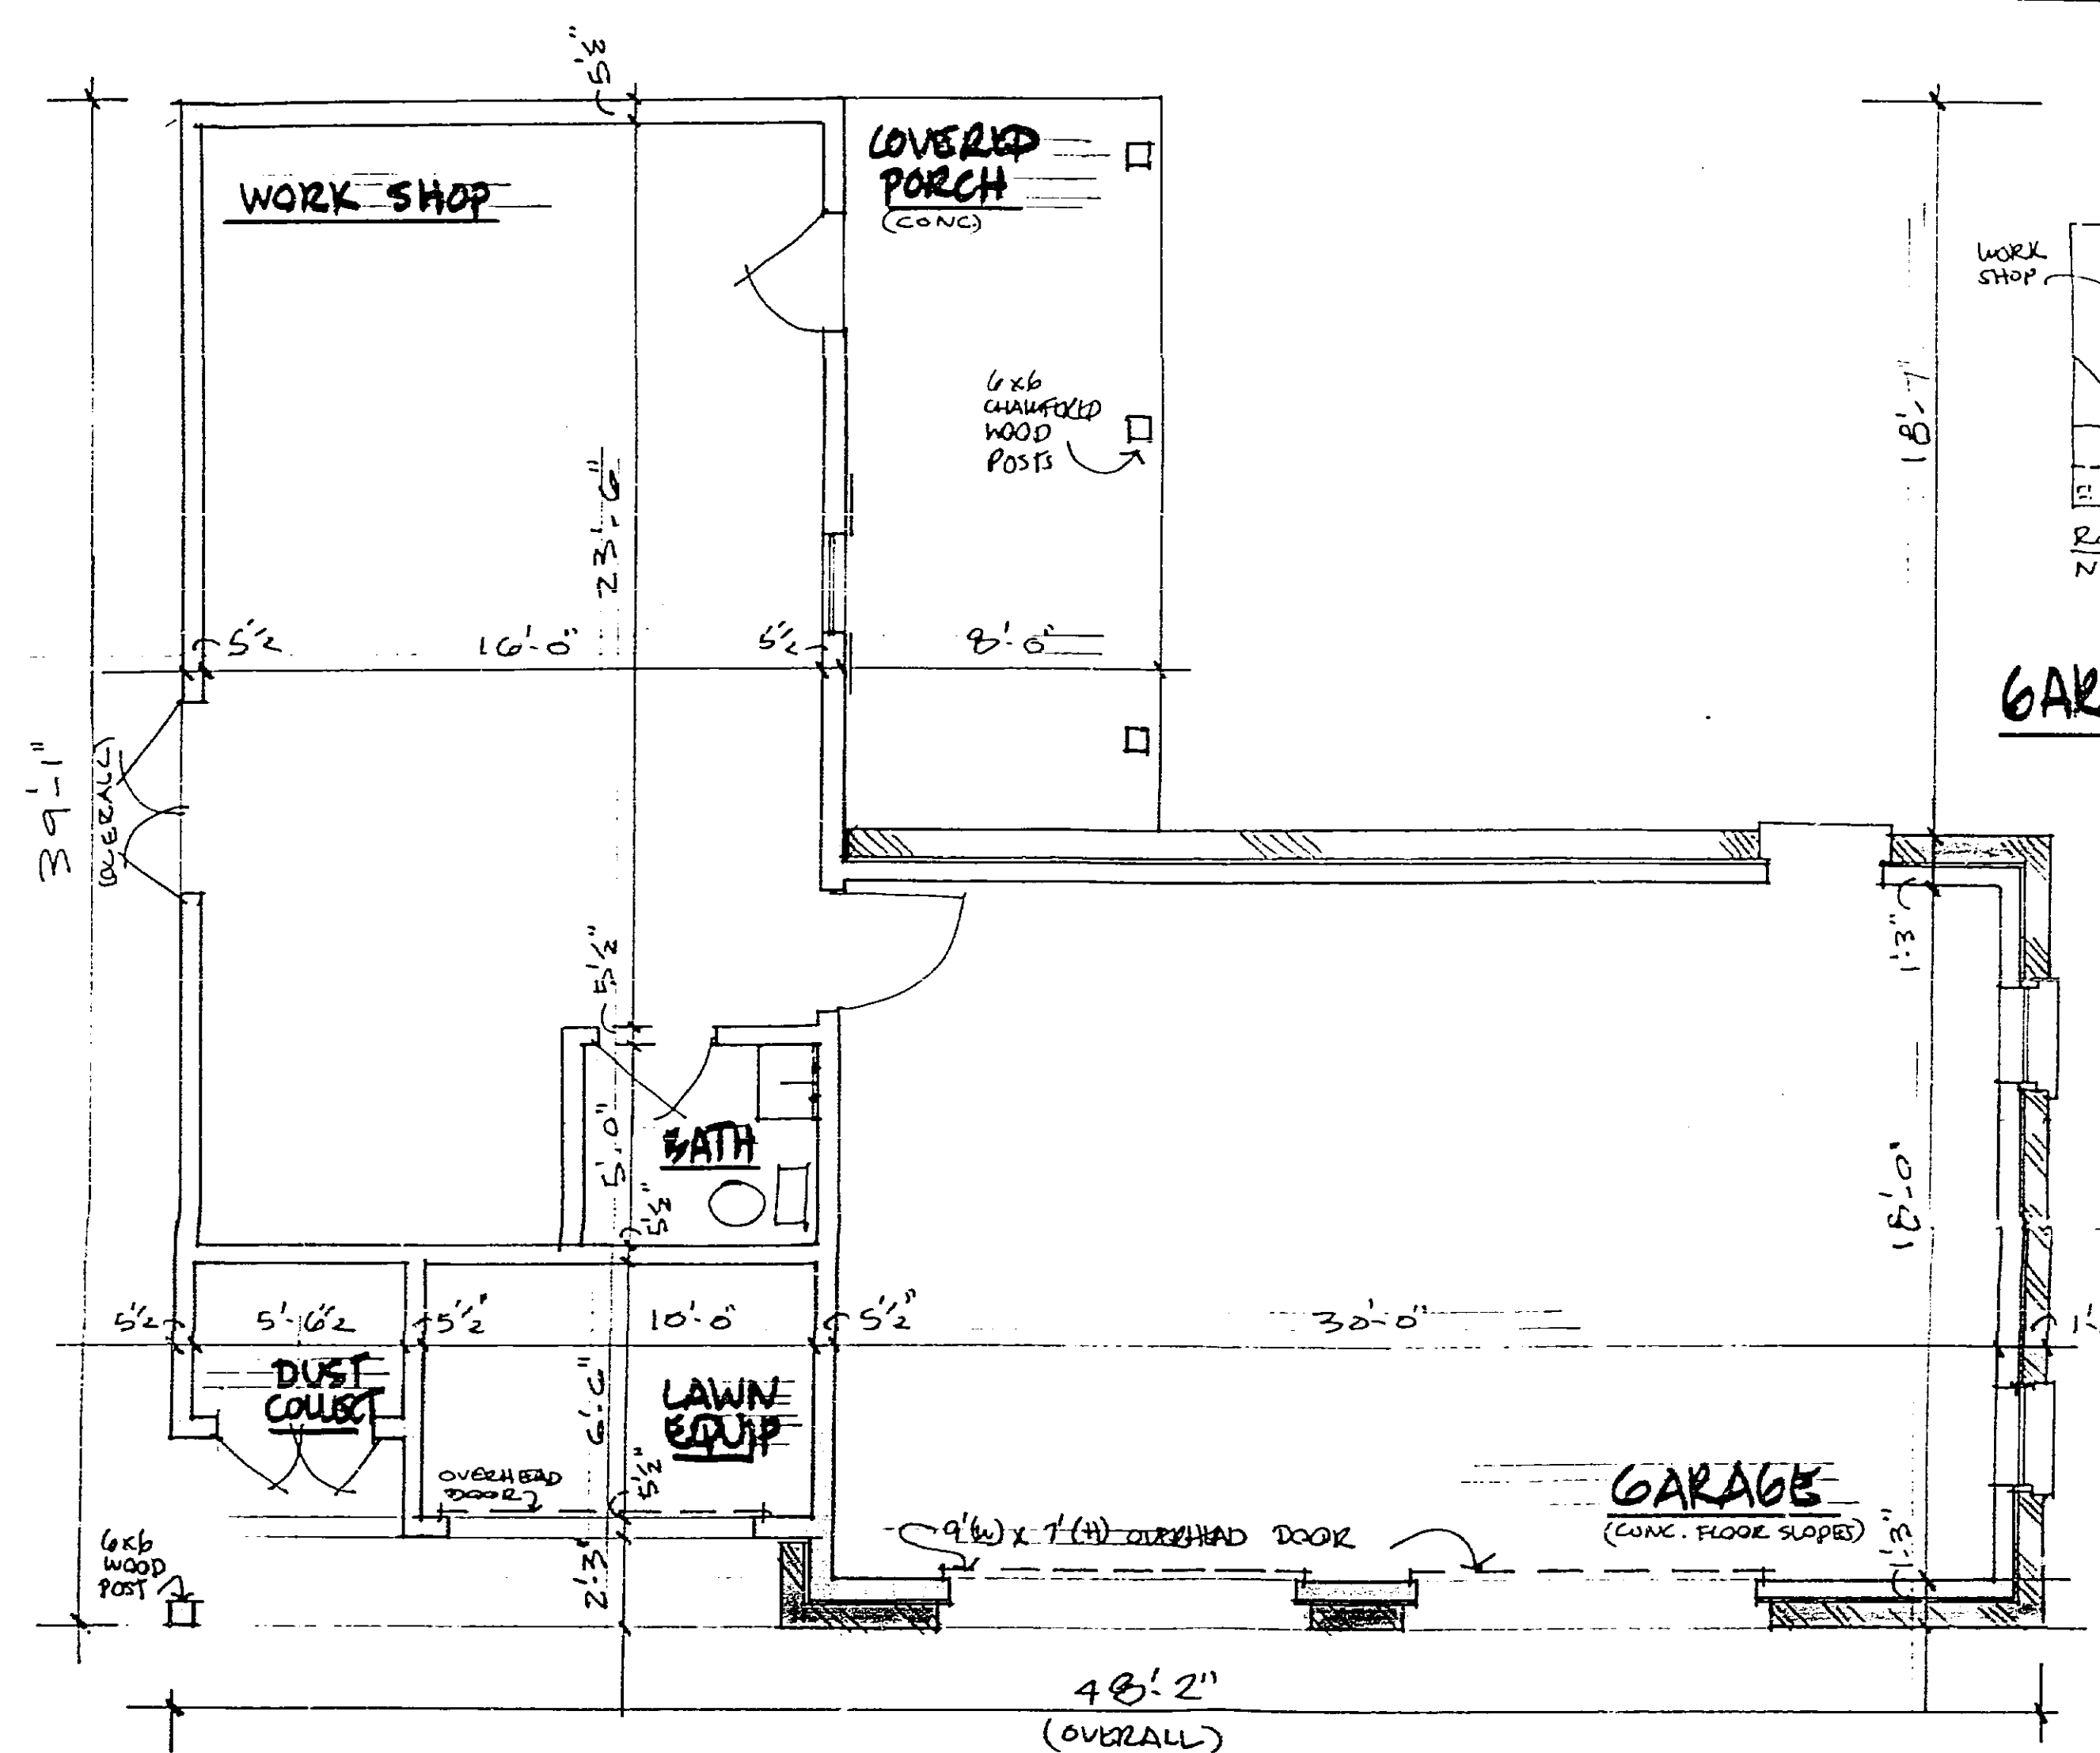 5½"
WORK SHOP
COVERED
PORCH
(CONC.)
WORK
SHOP
6x6
CHAMFERED
WOOD
POSTS
18'-7"
23'-6"
5½
16'-0"
5½
8'-0"
GAR
39'-1"
(OVERALL)
5½"
1'-3"
5'-0"
BATH
5½"
18'-0"
5½
5'-6½
5½"
10'-0"
5½"
30'-0"
DUST
COLLECT
6'-0"
LAWN
EQUIP
OVERHEAD
DOOR
5½"
GARAGE
(CONC. FLOOR SLOPES)
9'(W) x 7'(H) OVERHEAD DOOR
1'-3"
6x6
WOOD
POST
2'-3"
48'-2"
(OVERALL)